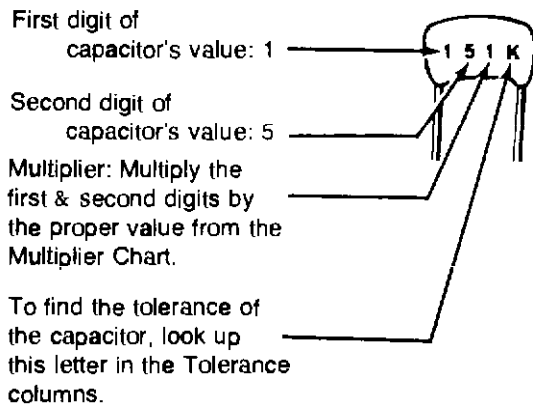 First digit of
capacitor's value: 1
1 5 1 K
Second digit of
capacitor's value: 5
Multiplier: Multiply the
first & second digits by
the proper value from the
Multiplier Chart.
To find the tolerance of
the capacitor, look up
this letter in the Tolerance
columns.